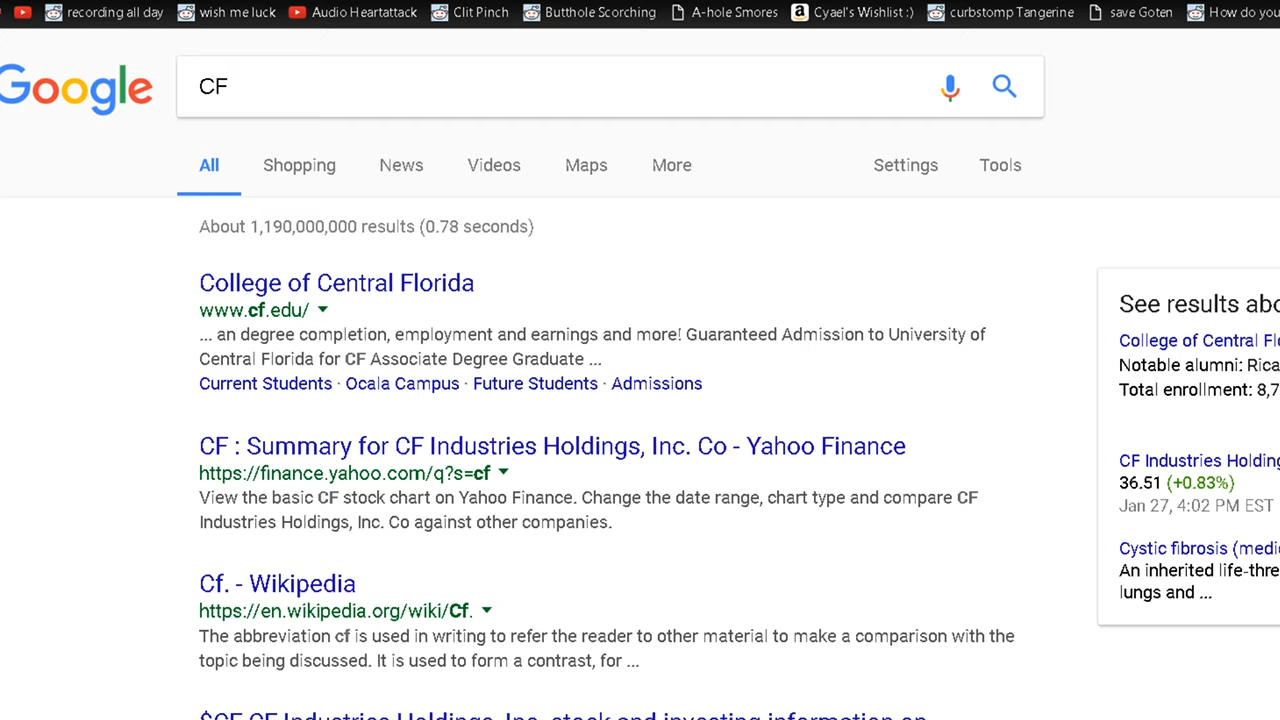 recording all day wish me luck Audio Heartattack Clit Pinch Butthole Scorching A-hole Smores Cyael's Wishlist :) curbstomp Tangerine save Goten How do you
Google CF
All Shopping News Videos Maps More Settings Tools
About 1,190,000,000 results (0.78 seconds)
College of Central Florida
www.cf.edu/
... an degree completion, employment and earnings and more! Guaranteed Admission to University of
Central Florida for CF Associate Degree Graduate ...
Current Students · Ocala Campus · Future Students · Admissions
CF : Summary for CF Industries Holdings, Inc. Co - Yahoo Finance
https://finance.yahoo.com/q?s=cf
View the basic CF stock chart on Yahoo Finance. Change the date range, chart type and compare CF
Industries Holdings, Inc. Co against other companies.
Cf. - Wikipedia
https://en.wikipedia.org/wiki/Cf.
The abbreviation cf is used in writing to refer the reader to other material to make a comparison with the
topic being discussed. It is used to form a contrast, for ...
$CF CF Industries Holdings, Inc. stock and investing information on
See results abo
College of Central Flo
Notable alumni: Rica
Total enrollment: 8,7
CF Industries Holding
36.51 (+0.83%)
Jan 27, 4:02 PM EST
Cystic fibrosis (medi
An inherited life-thre
lungs and ...